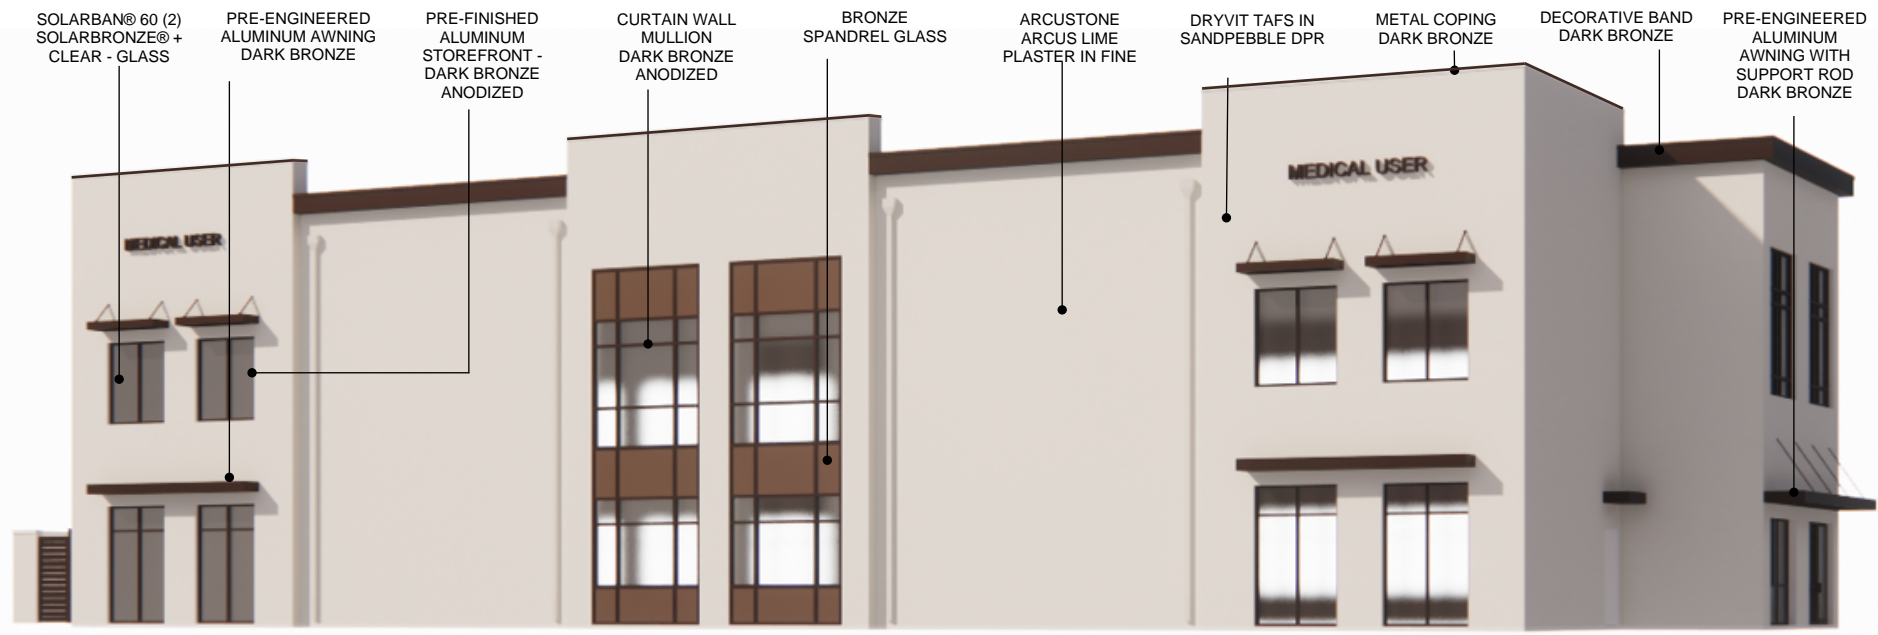 SOLARBAN® 60 (2)
SOLARBRONZE® +
CLEAR - GLASS
PRE-ENGINEERED
ALUMINUM AWNING
DARK BRONZE
PRE-FINISHED
ALUMINUM
STOREFRONT -
DARK BRONZE
ANODIZED
CURTAIN WALL
MULLION
DARK BRONZE
ANODIZED
BRONZE
SPANDREL GLASS
ARCUSTONE
ARCUS LIME
PLASTER IN FINE
DRYVIT TAFS IN
SANDPEBBLE DPR
METAL COPING
DARK BRONZE
DECORATIVE BAND
DARK BRONZE
PRE-ENGINEERED
ALUMINUM
AWNING WITH
SUPPORT ROD
DARK BRONZE
MEDICAL USER
MEDICAL USER